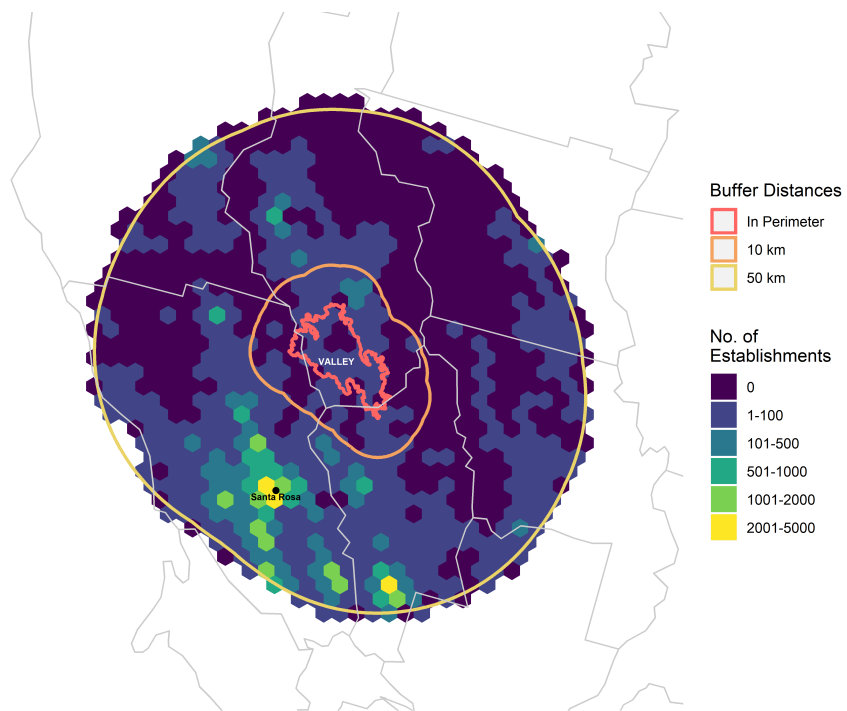 VALLEY
Santa Rosa
Buffer Distances
In Perimeter
10 km
50 km
No. of
Establishments
0
1-100
101-500
501-1000
1001-2000
2001-5000